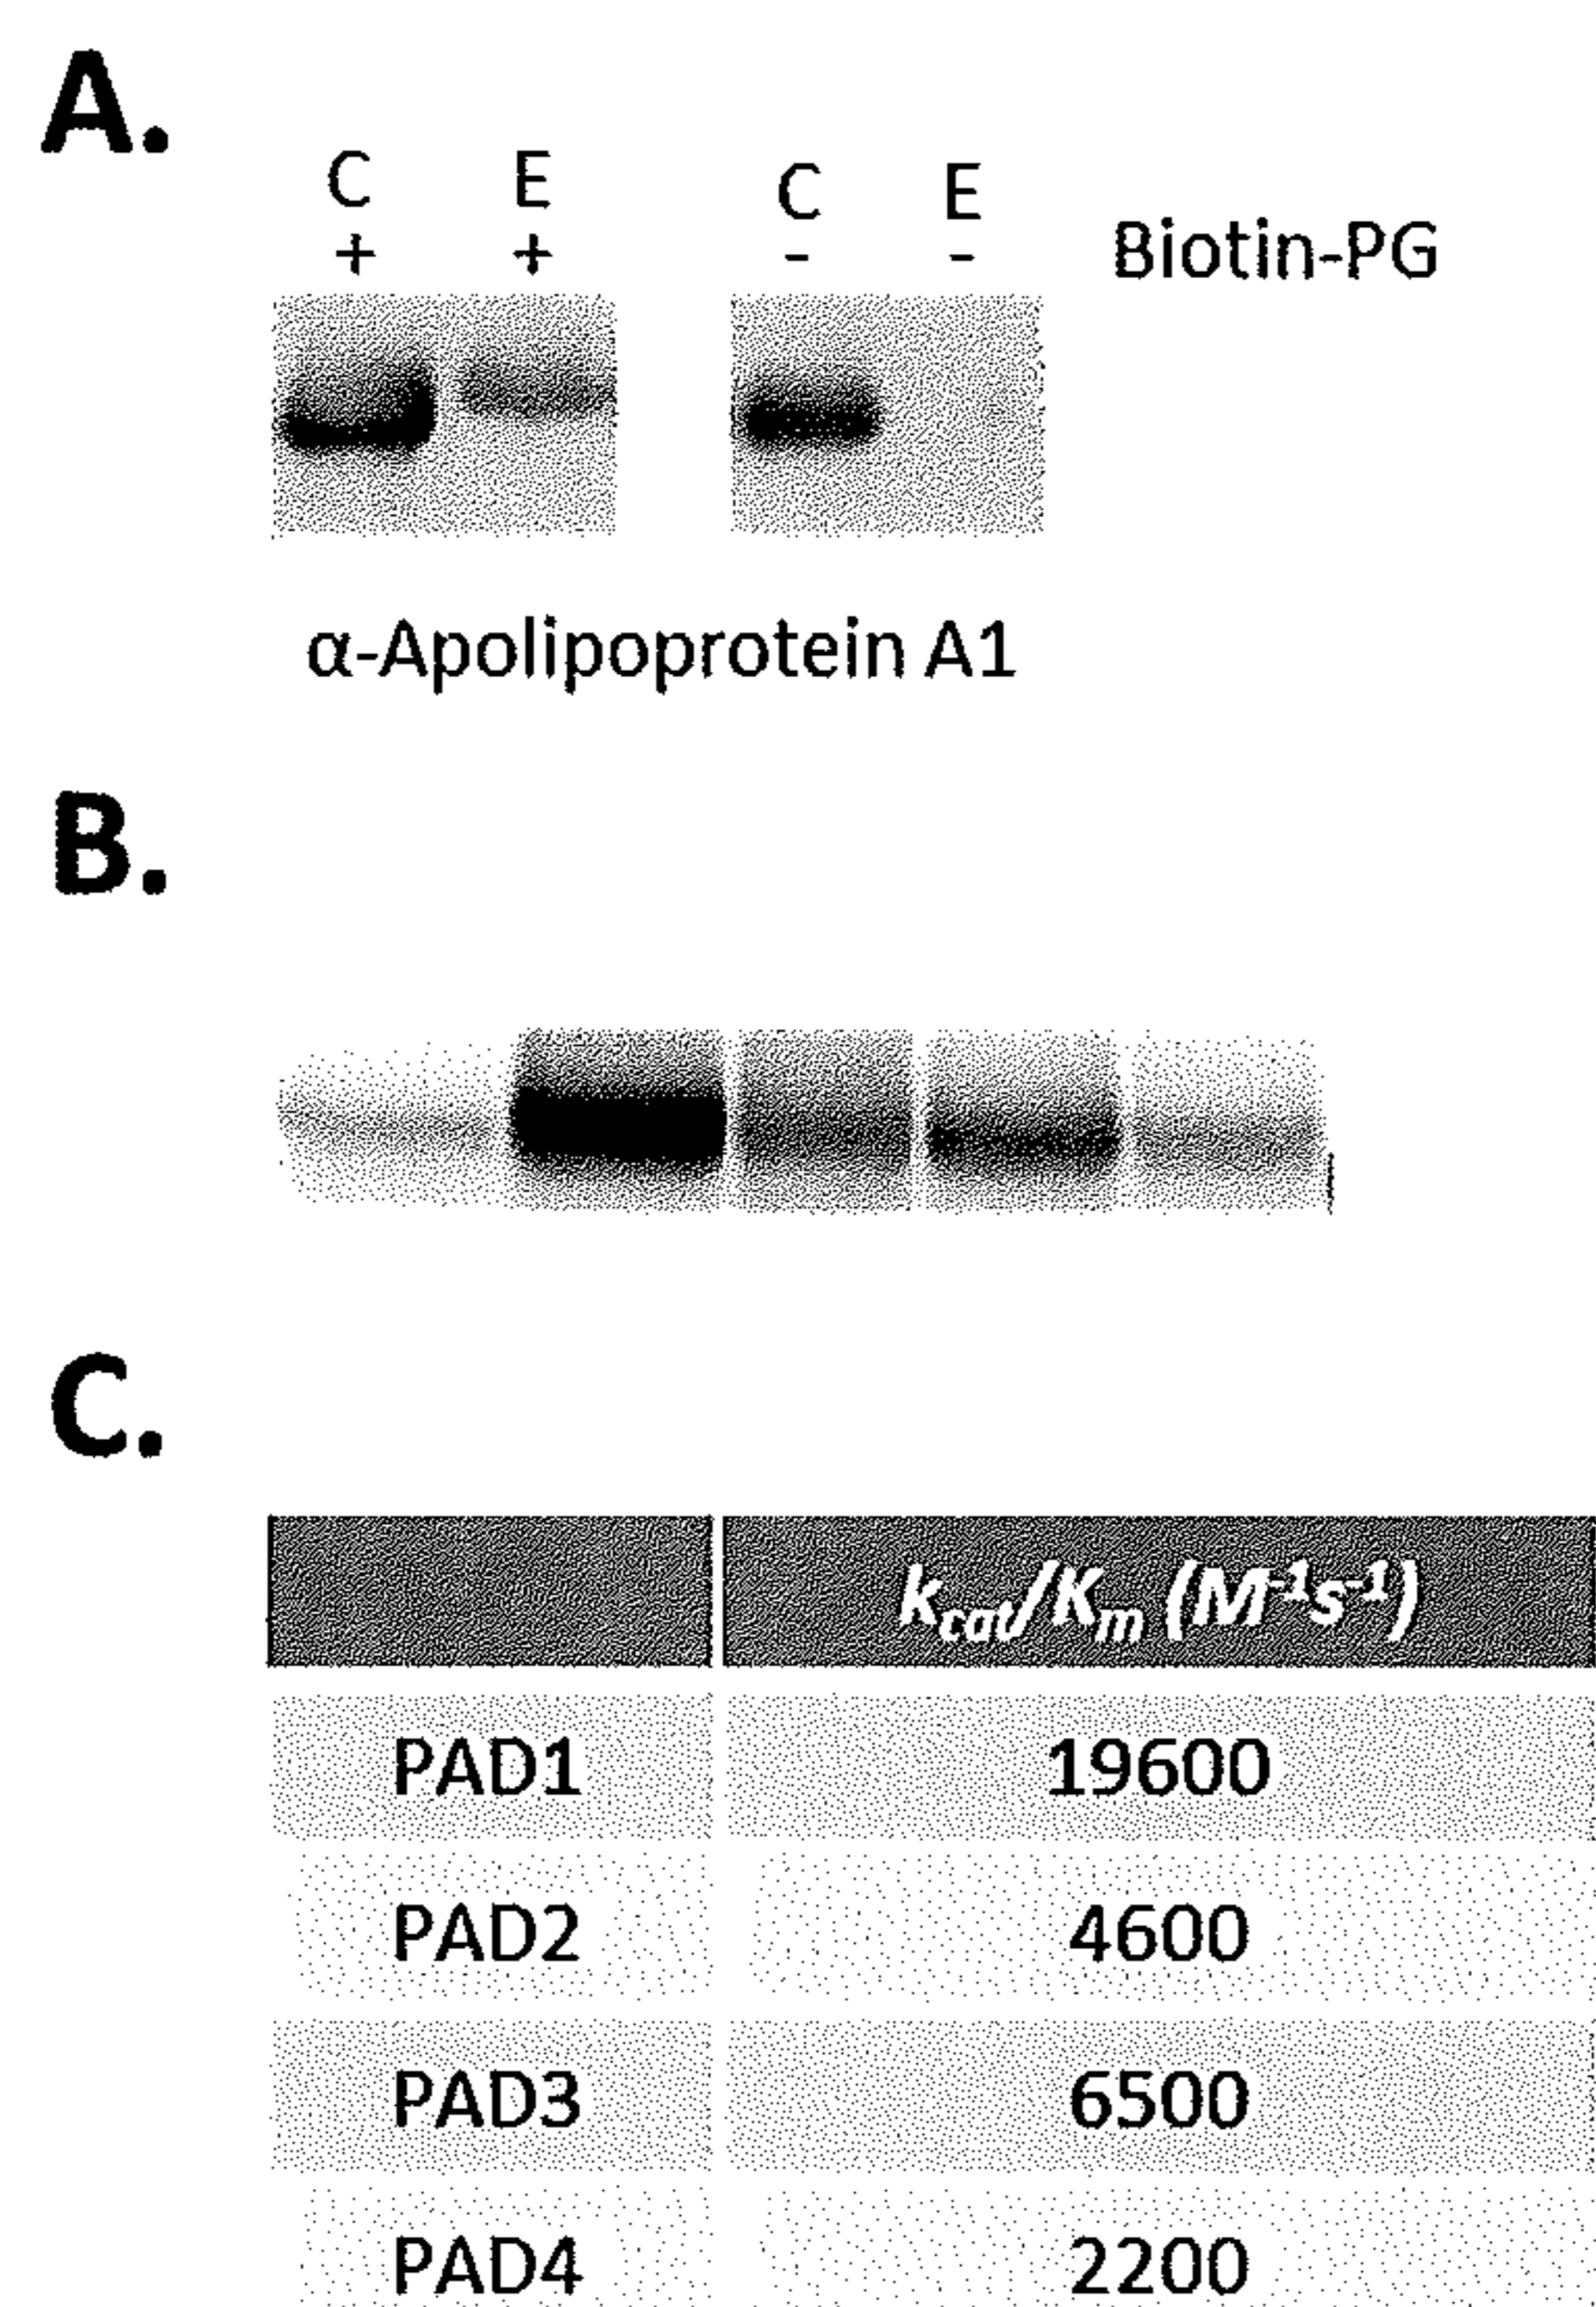 A.
C E C E
+ + - - Biotin-PG
α-Apolipoprotein A1
B.
C.
kcat/Km (M-1s-1)
PAD1 19600
PAD2 4600
PAD3 6500
PAD4 2200